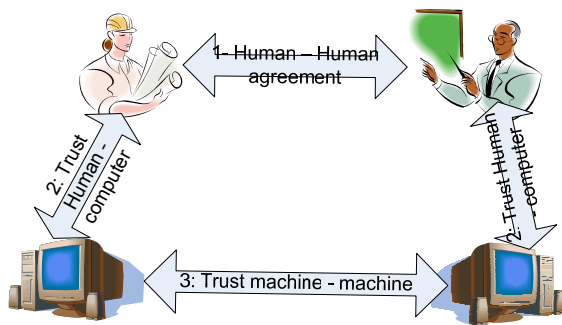 1- Human – Human
agreement
2: Trust
Human -
computer
2: Trust Human
- computer
3: Trust machine - machine